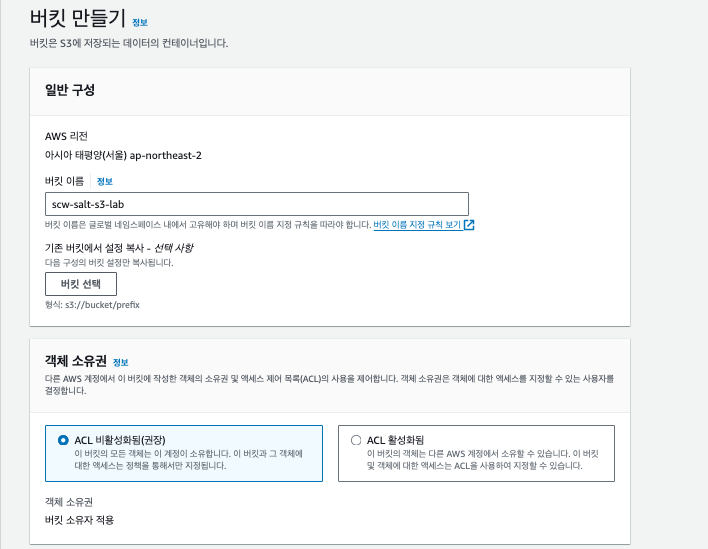 버킷 만들기 정보
버킷은 S3에 저장되는 데이터의 컨테이너입니다.
일반 구성
AWS 리전
아시아 태평양(서울) ap-northeast-2
버킷 이름 정보
scw-salt-s3-lab
버킷 이름은 글로벌 네임스페이스 내에서 고유해야 하며 버킷 이름 지정 규칙을 따라야 합니다. 버킷 이름 지정 규칙 보기
기존 버킷에서 설정 복사 - 선택 사항
다음 구성의 버킷 설정만 복사됩니다.
버킷 선택
형식: s3://bucket/prefix
객체 소유권 정보
다른 AWS 계정에서 이 버킷에 작성한 객체의 소유권 및 액세스 제어 목록(ACL)의 사용을 제어합니다. 객체 소유권은 객체에 대한 액세스를 지정할 수 있는 사용자를
결정합니다.
ACL 비활성화됨(권장)
이 버킷의 모든 객체는 이 계정이 소유합니다. 이 버킷과 그 객체에
대한 액세스는 정책을 통해서만 지정됩니다.
ACL 활성화됨
이 버킷의 객체는 다른 AWS 계정에서 소유할 수 있습니다. 이 버킷
및 객체에 대한 액세스는 ACL을 사용하여 지정할 수 있습니다.
객체 소유권
버킷 소유자 적용